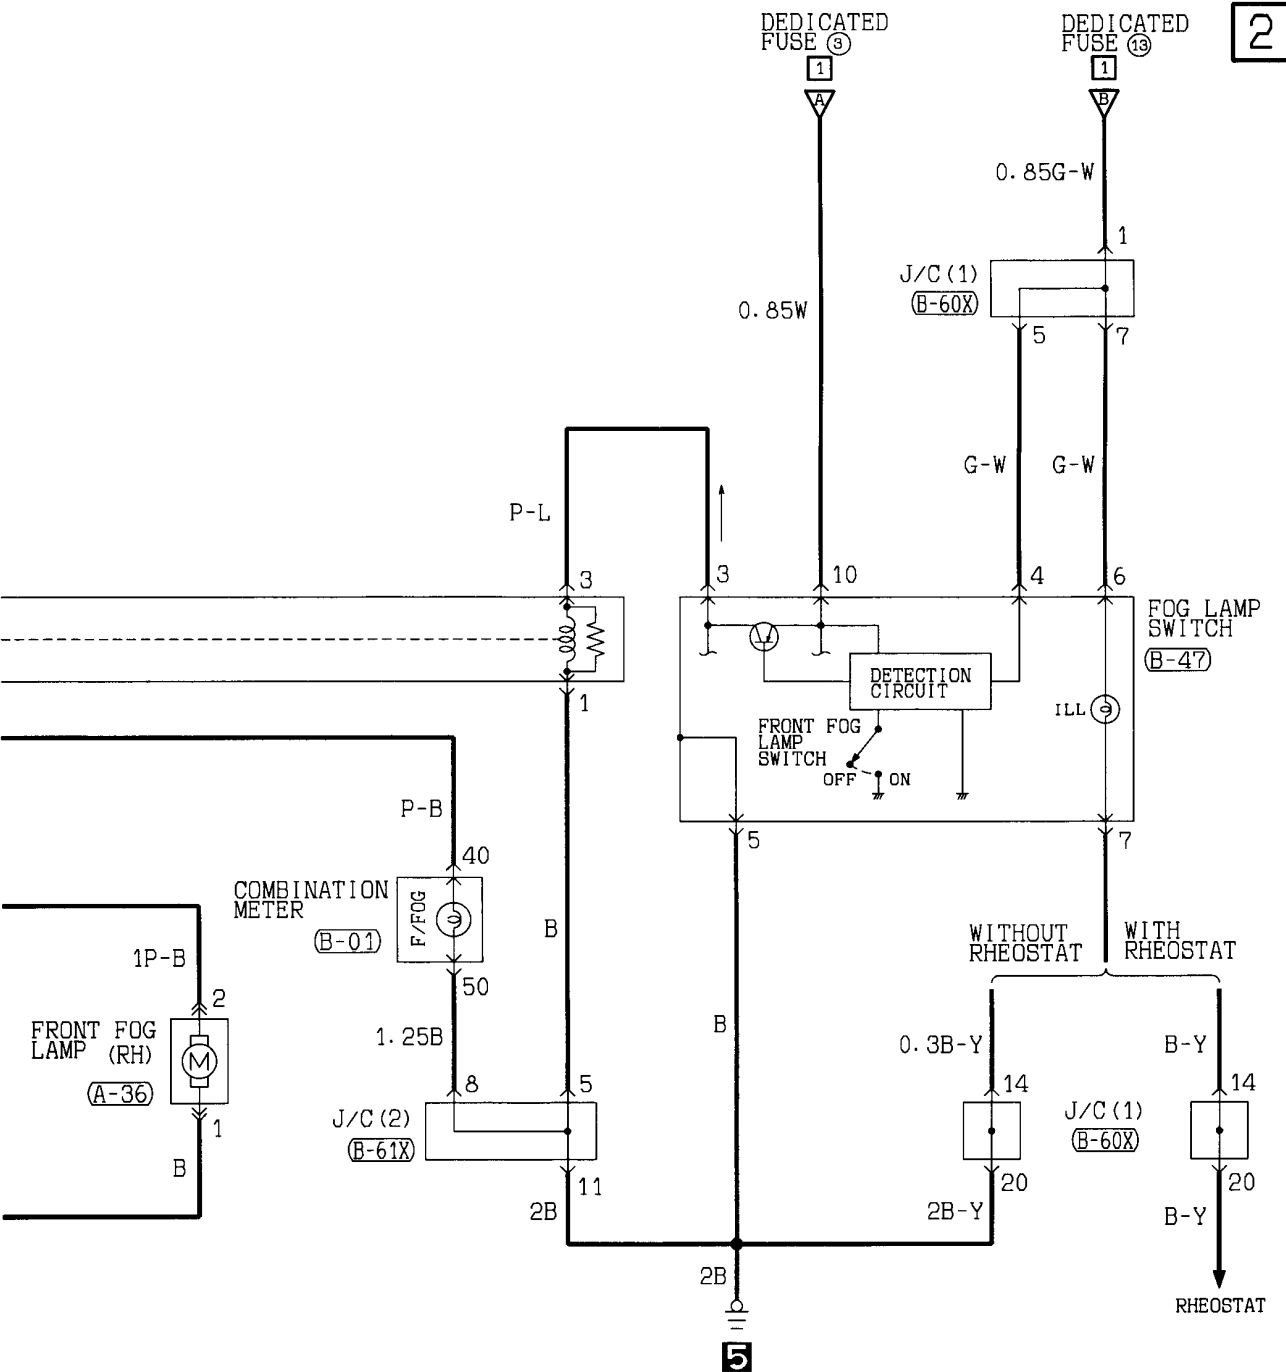 2
DEDICATED
FUSE ③
1
A
DEDICATED
FUSE ⑬
1
B
0.85G-W
1
J/C(1)
B-60X
0.85W
5
7
G-W
G-W
P-L
3
3
10
4
6
FOG LAMP
SWITCH
B-47
DETECTION
CIRCUIT
1
ILL
FRONT FOG
LAMP
SWITCH
OFF
ON
P-B
5
7
40
COMBINATION
METER
B-01
F/FOG
B
WITHOUT
RHEOSTAT
WITH
RHEOSTAT
1P-B
50
2
FRONT FOG
LAMP (RH)
A-36
M
1
1.25B
B
0.3B-Y
B-Y
8
5
14
14
J/C(2)
B-61X
J/C(1)
B-60X
B
11
20
20
2B
2B-Y
B-Y
2B
RHEOSTAT
5